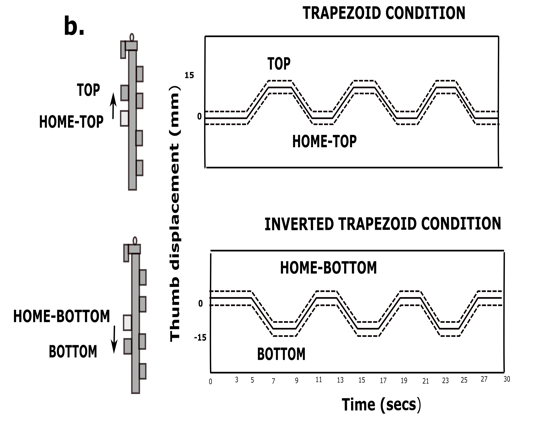 b.
TRAPEZOID CONDITION
TOP
HOME-TOP
15
0
TOP
HOME-TOP
Thumb displacement (mm)
INVERTED TRAPEZOID CONDITION
HOME-BOTTOM
BOTTOM
0
-15
HOME-BOTTOM
BOTTOM
0 3 5 7 9 11 13 15 17 19 21 23 25 27 30
Time (secs)